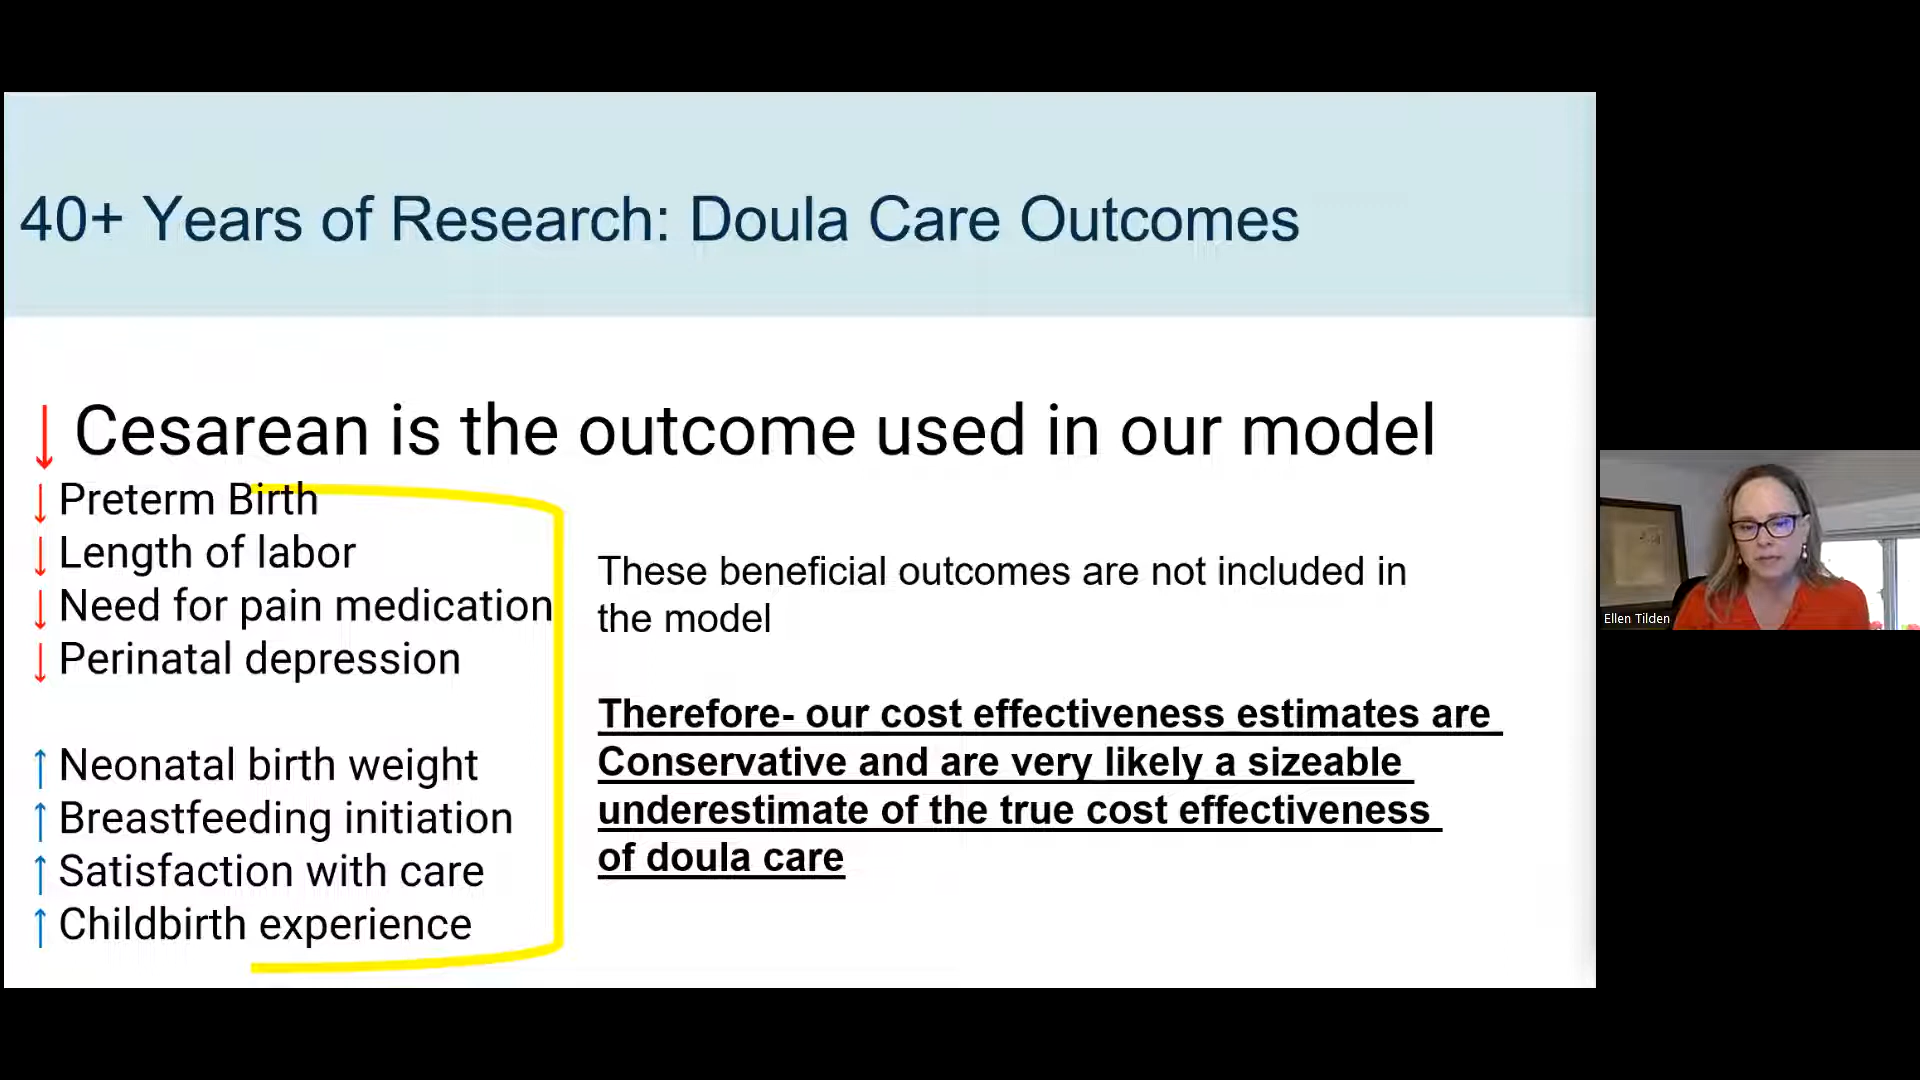 40+ Years of Research: Doula Care Outcomes
↓ Cesarean is the outcome used in our model
↓ Preterm Birth
↓ Length of labor
↓ Need for pain medication
↓ Perinatal depression
↑ Neonatal birth weight
↑ Breastfeeding initiation
↑ Satisfaction with care
↑ Childbirth experience
These beneficial outcomes are not included in
the model
Therefore- our cost effectiveness estimates are
Conservative and are very likely a sizeable
underestimate of the true cost effectiveness
of doula care
Ellen Tilden